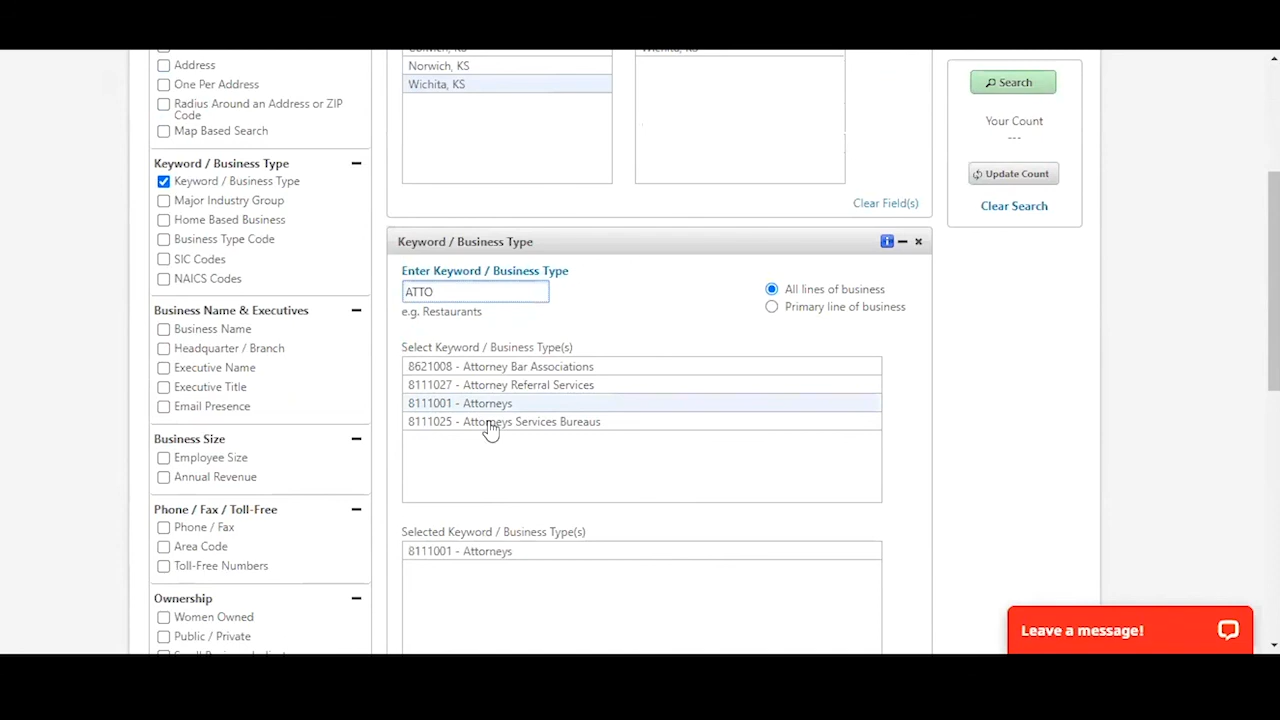 Address
One Per Address
Radius Around an Address or ZIP
Code
Map Based Search
Keyword / Business Type
Keyword / Business Type
Major Industry Group
Home Based Business
Business Type Code
SIC Codes
NAICS Codes
Business Name & Executives
Business Name
Headquarter / Branch
Executive Name
Executive Title
Email Presence
Business Size
Employee Size
Annual Revenue
Phone / Fax / Toll-Free
Phone / Fax
Area Code
Toll-Free Numbers
Ownership
Women Owned
Public / Private
Norwich, KS
Wichita, KS
Wichita, KS
Clear Field(s)
Keyword / Business Type
Enter Keyword / Business Type
ATTO
e.g. Restaurants
All lines of business
Primary line of business
Select Keyword / Business Type(s)
8621008 - Attorney Bar Associations
8111027 - Attorney Referral Services
8111001 - Attorneys
8111025 - Attorneys Services Bureaus
Selected Keyword / Business Type(s)
8111001 - Attorneys
Search
Your Count
---
Update Count
Clear Search
Leave a message!